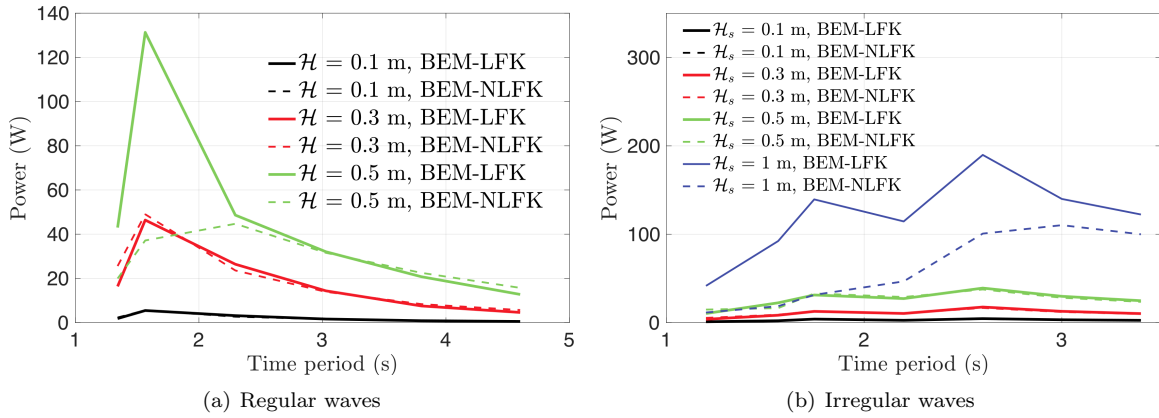 140
120
100
80
60
40
20
0
Power (W)
ℋ = 0.1 m, BEM-LFK
ℋ = 0.1 m, BEM-NLFK
ℋ = 0.3 m, BEM-LFK
ℋ = 0.3 m, BEM-NLFK
ℋ = 0.5 m, BEM-LFK
ℋ = 0.5 m, BEM-NLFK
1 2 3 4 5
Time period (s)
(a) Regular waves
300
200
100
0
Power (W)
ℋₛ = 0.1 m, BEM-LFK
ℋₛ = 0.1 m, BEM-NLFK
ℋₛ = 0.3 m, BEM-LFK
ℋₛ = 0.3 m, BEM-NLFK
ℋₛ = 0.5 m, BEM-LFK
ℋₛ = 0.5 m, BEM-NLFK
ℋₛ = 1 m, BEM-LFK
ℋₛ = 1 m, BEM-NLFK
1 2 3
Time period (s)
(b) Irregular waves